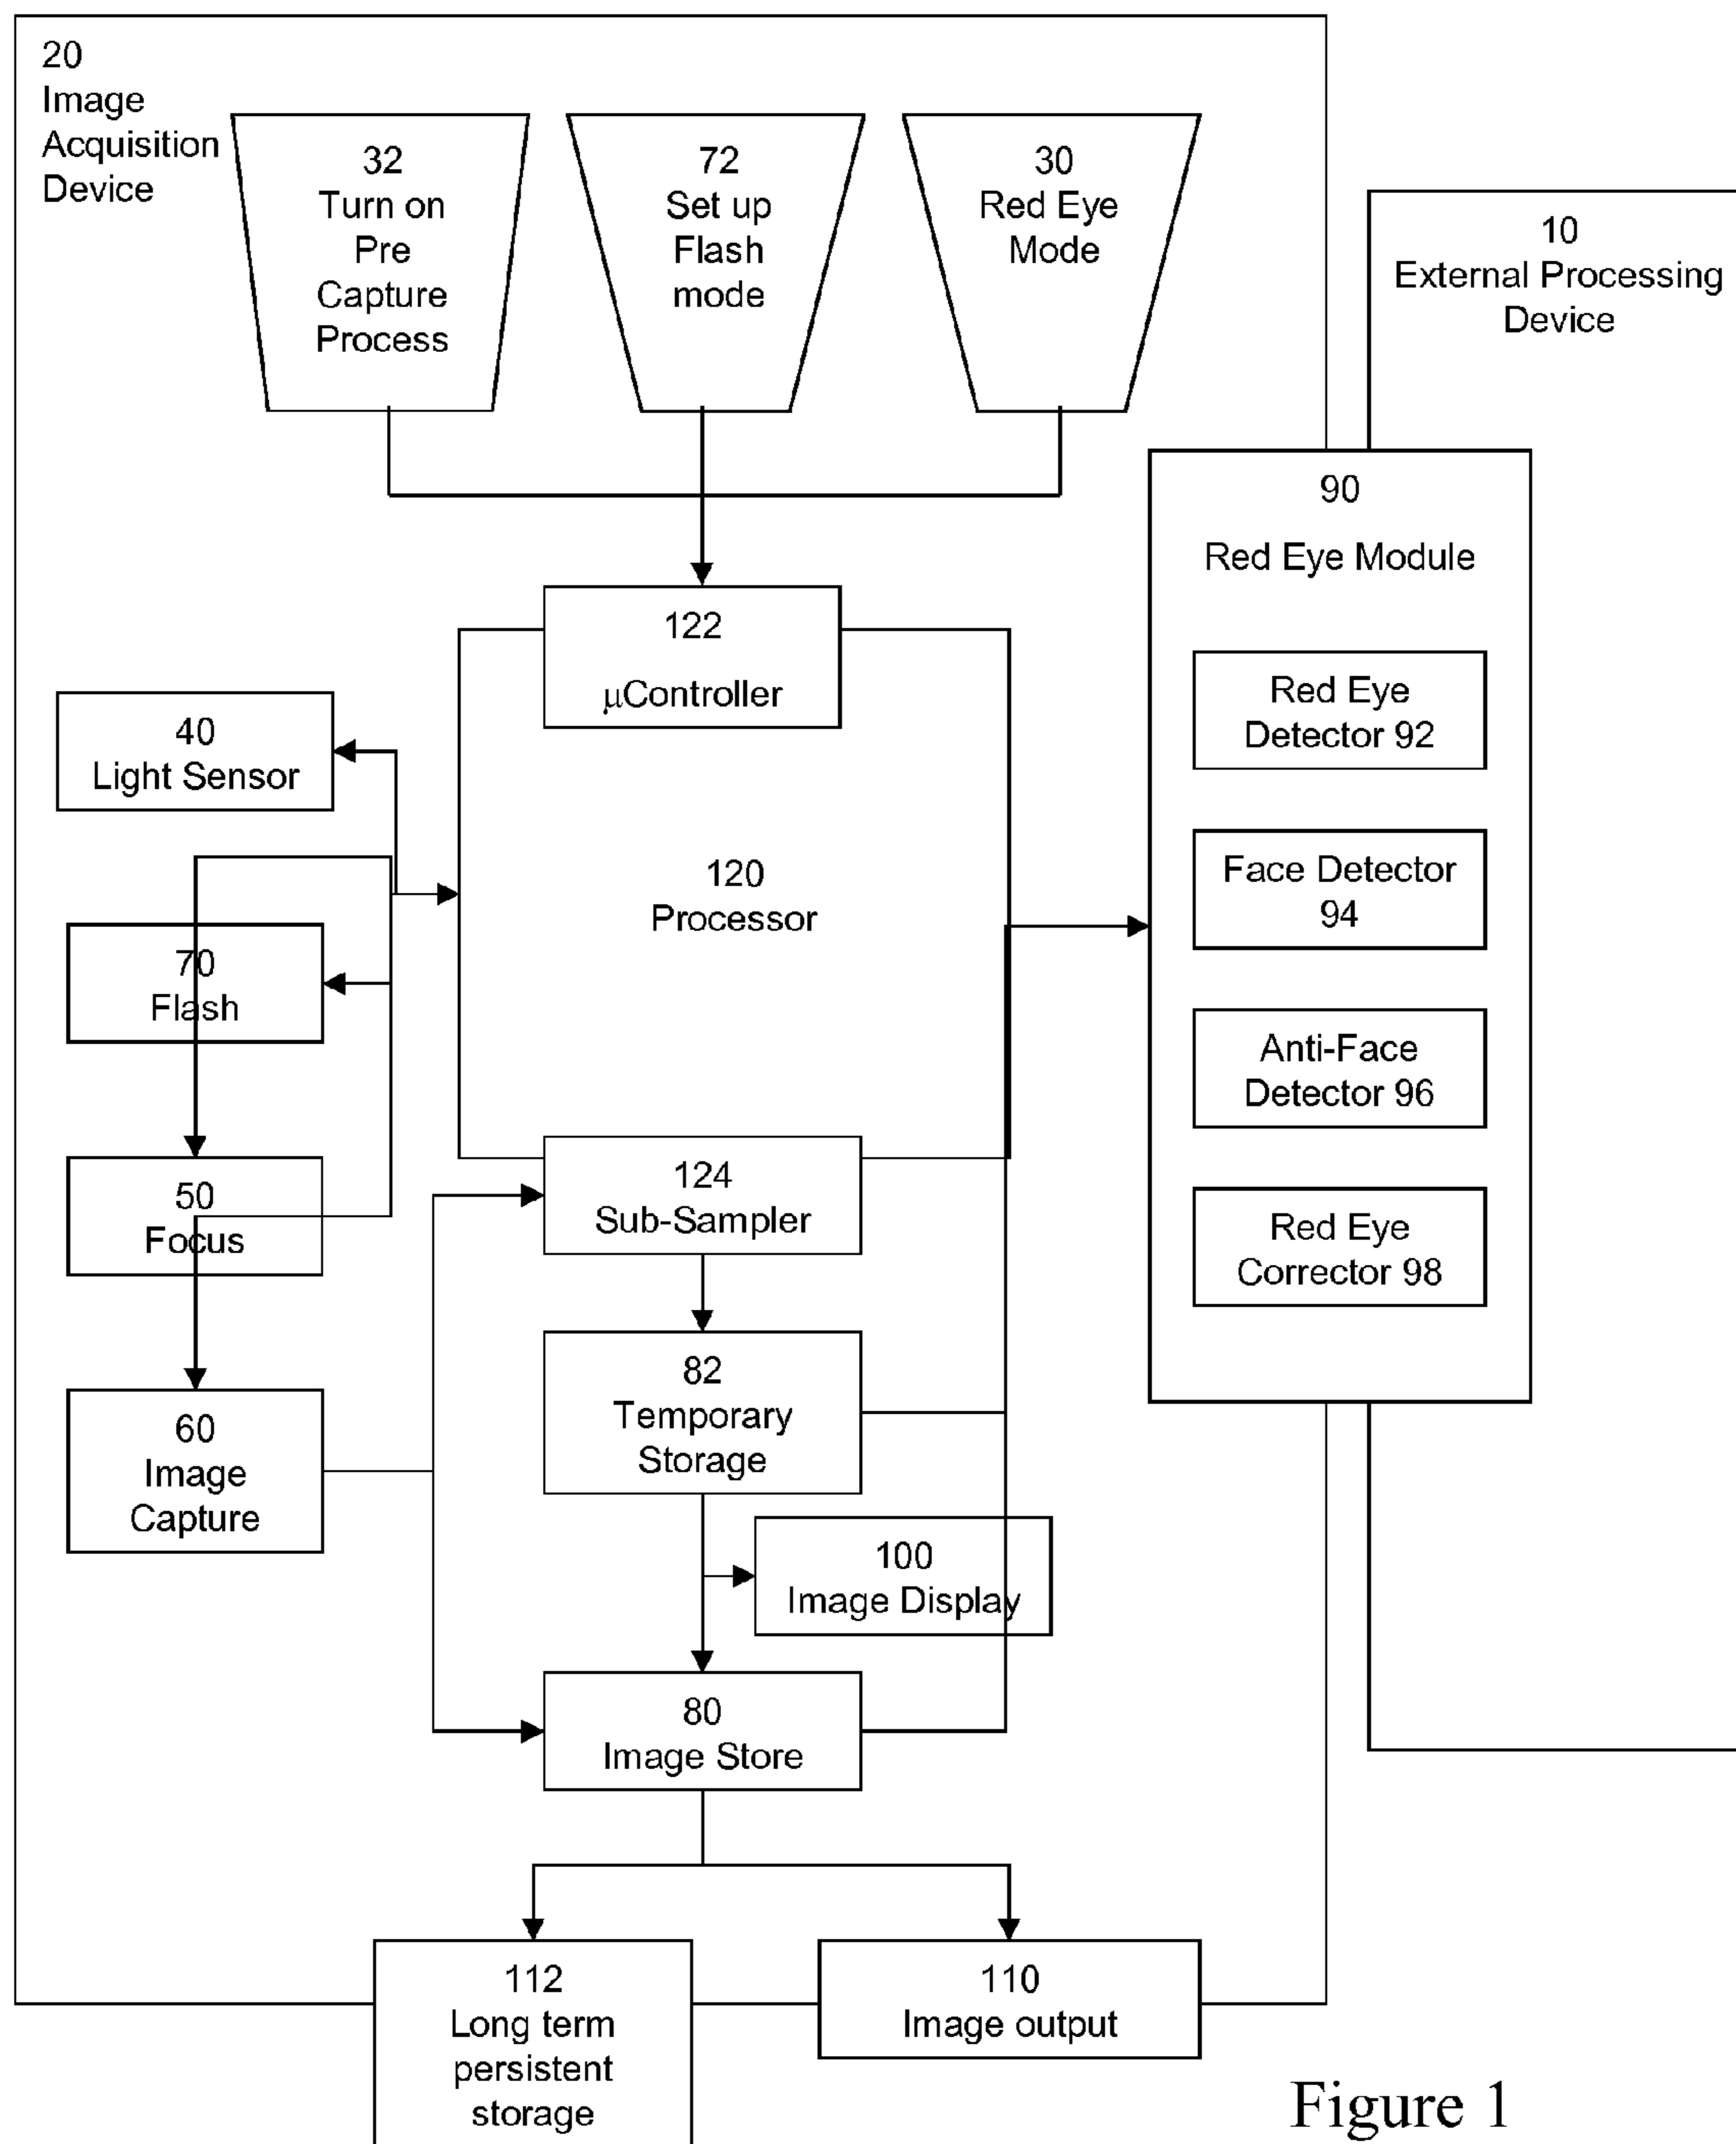 20
Image
Acquisition
Device
32
Turn on
Pre
Capture
Process
72
Set up
Flash
mode
30
Red Eye
Mode
10
External Processing
Device
90
Red Eye Module
Red Eye
Detector 92
Face Detector
94
Anti-Face
Detector 96
Red Eye
Corrector 98
122
µController
40
Light Sensor
120
Processor
70
Flash
50
Focus
124
Sub-Sampler
82
Temporary
Storage
60
Image
Capture
100
Image Display
80
Image Store
112
Long term
persistent
storage
110
Image output
Figure 1